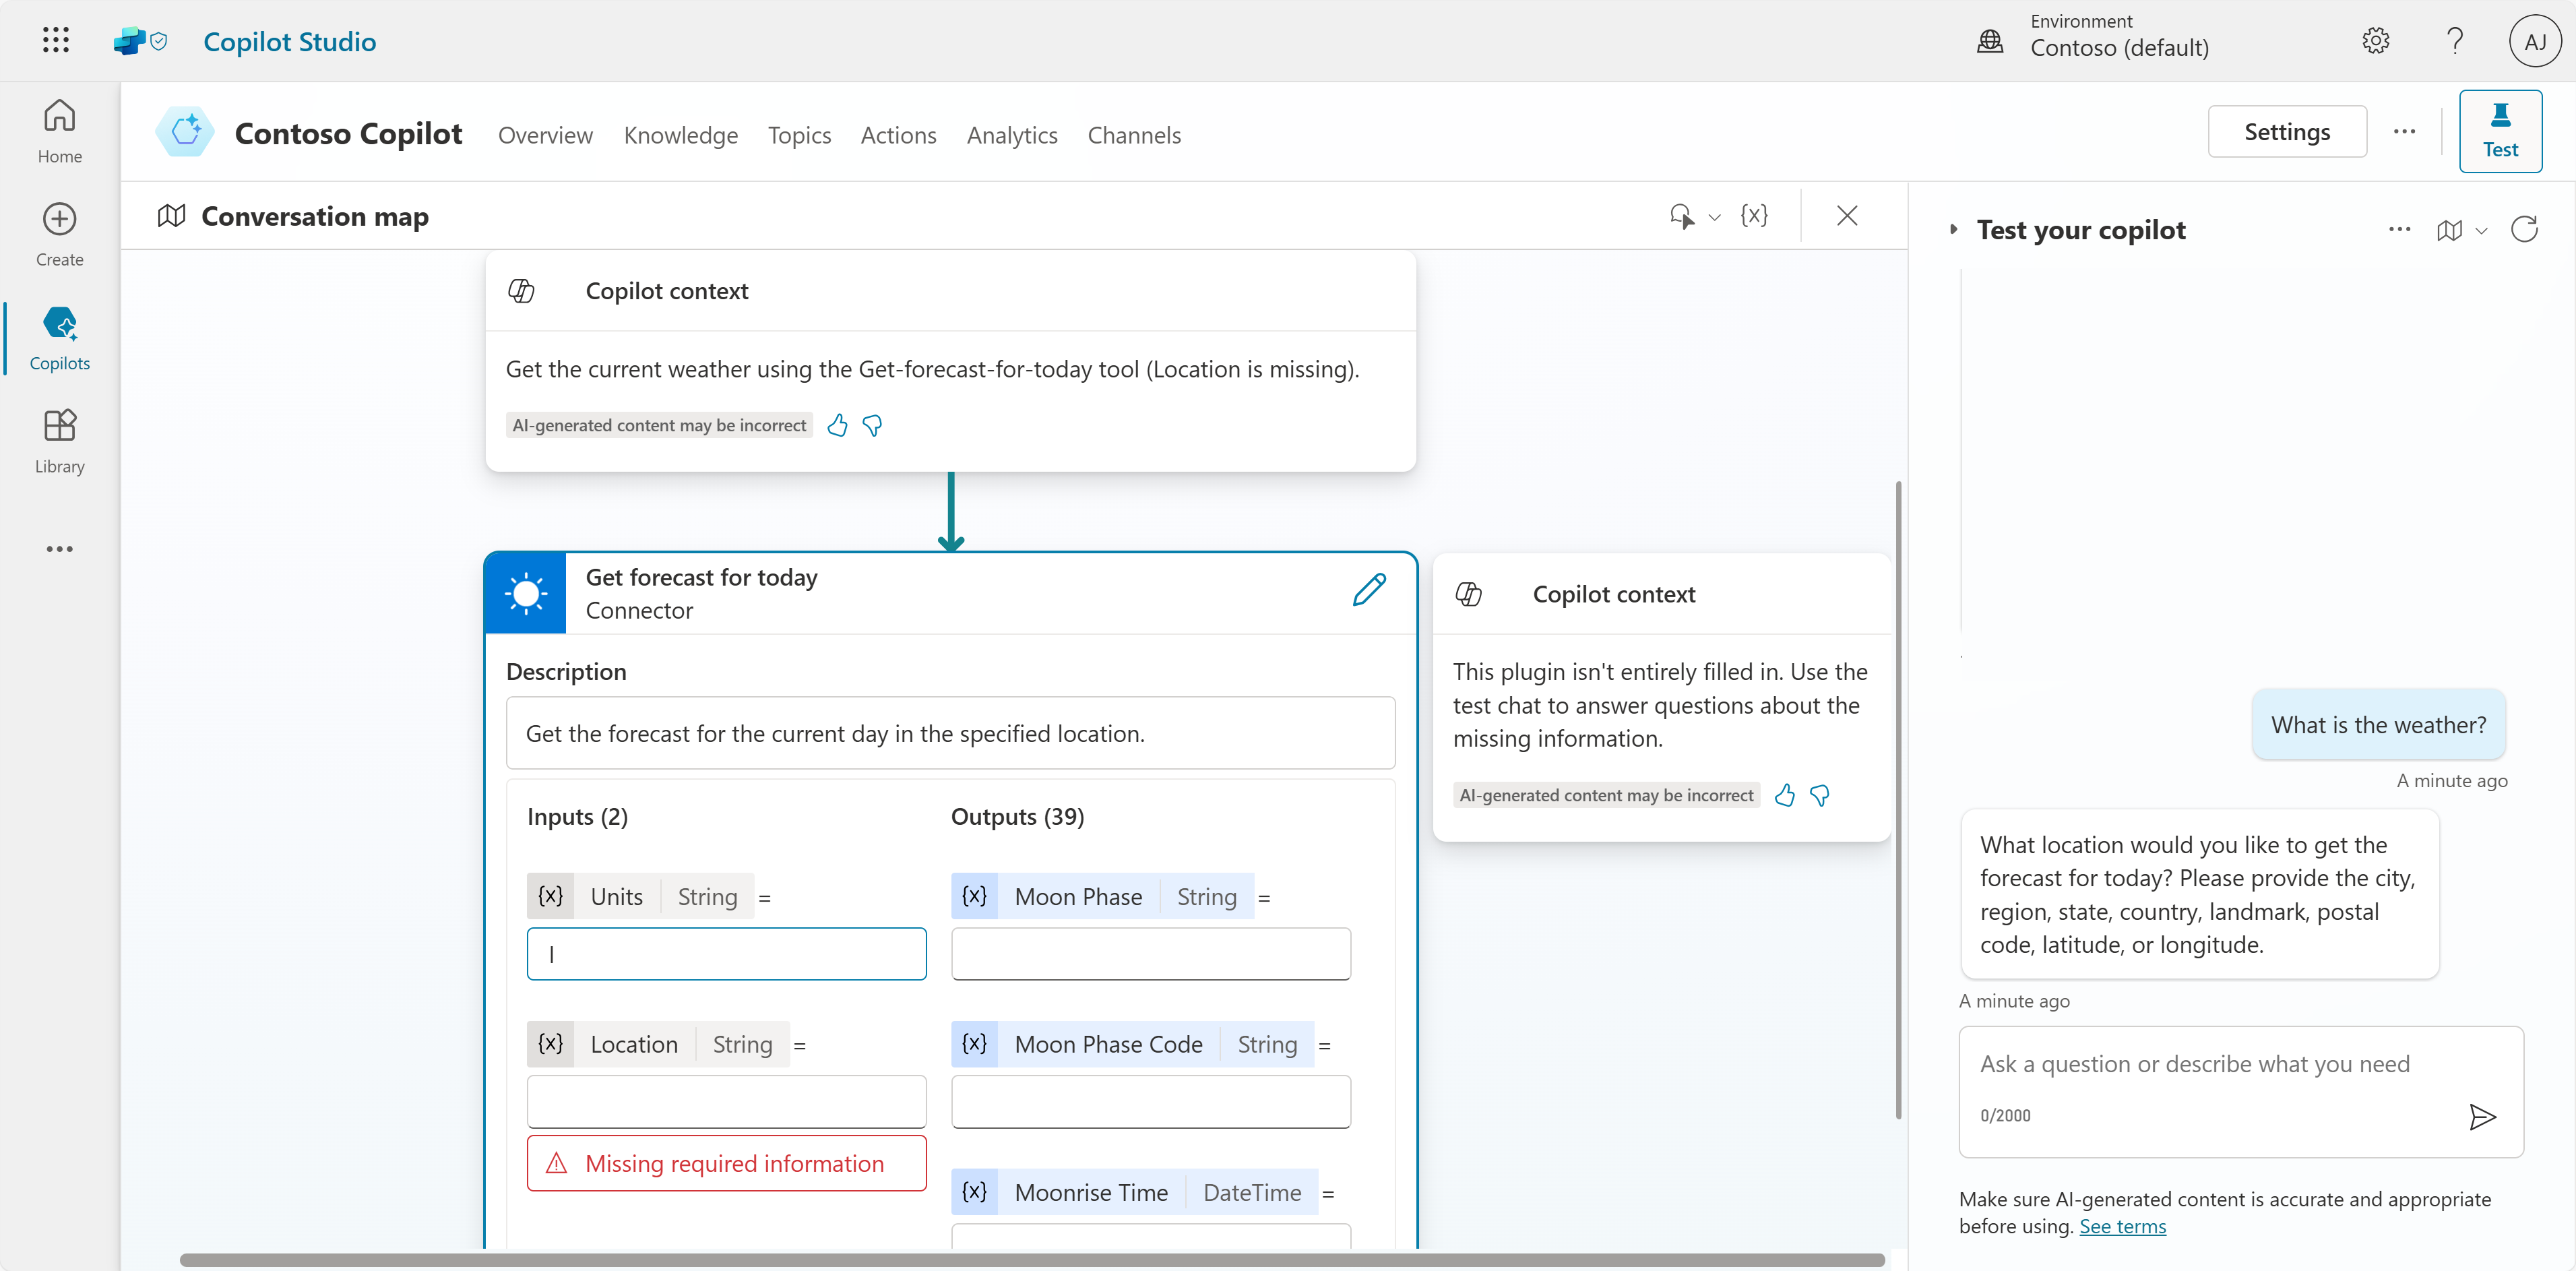 Copilot Studio
Environment
Contoso (default)
AJ
Home
Create
Copilots
Library
Contoso Copilot
Overview
Knowledge
Topics
Actions
Analytics
Channels
Settings
Test
Conversation map
{x}
Copilot context
Get the current weather using the Get-forecast-for-today tool (Location is missing).
AI-generated content may be incorrect
Get forecast for today
Connector
Description
Get the forecast for the current day in the specified location.
Inputs (2)
{x} Units String =
{x} Location String =
Missing required information
Outputs (39)
{x} Moon Phase String =
{x} Moon Phase Code String =
{x} Moonrise Time DateTime =
Copilot context
This plugin isn't entirely filled in. Use the
test chat to answer questions about the
missing information.
AI-generated content may be incorrect
Test your copilot
What is the weather?
A minute ago
What location would you like to get the
forecast for today? Please provide the city,
region, state, country, landmark, postal
code, latitude, or longitude.
A minute ago
Ask a question or describe what you need
0/2000
Make sure AI-generated content is accurate and appropriate
before using. See terms